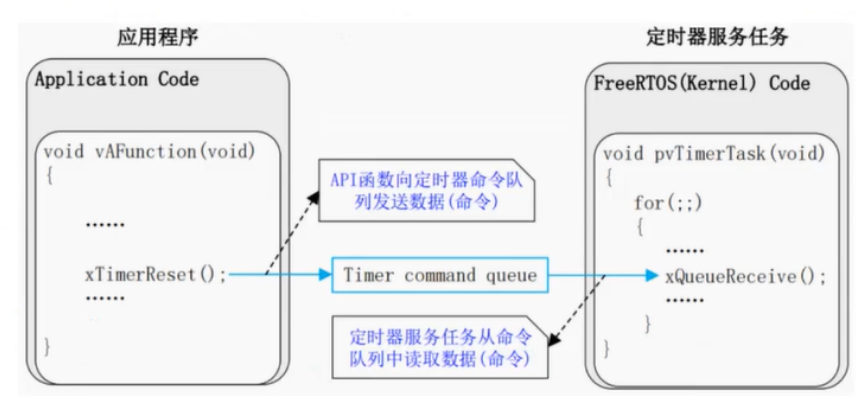 应用程序
定时器服务任务
Application Code
FreeRTOS(Kernel) Code
void vAFunction(void)
{
......
xTimerReset();
......
}
API函数向定时器命令队
列发送数据(命令)
Timer command queue
定时器服务任务从命令
队列中读取数据(命令)
void pvTimerTask(void)
{
for(;;)
{
......
xQueueReceive();
......
}
}